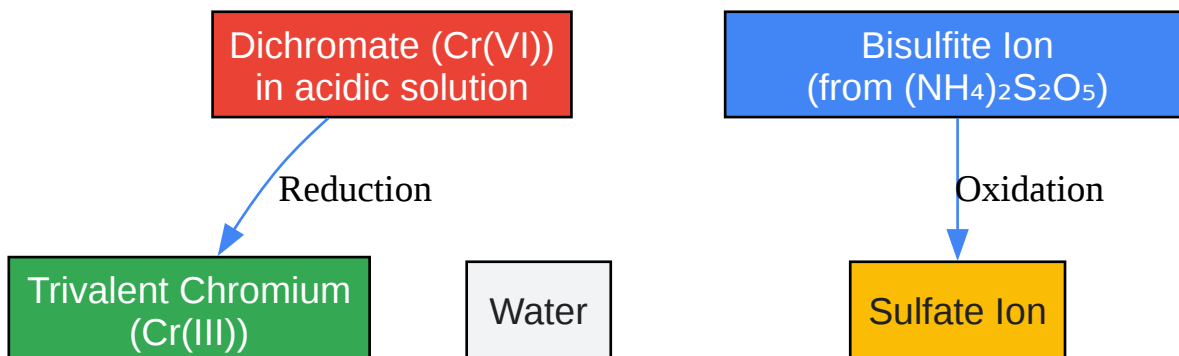 Dichromate (Cr(VI))
in acidic solution
Bisulfite Ion
(from (NH₄)₂S₂O₅)
Reduction
Oxidation
Trivalent Chromium
(Cr(III))
Water
Sulfate Ion